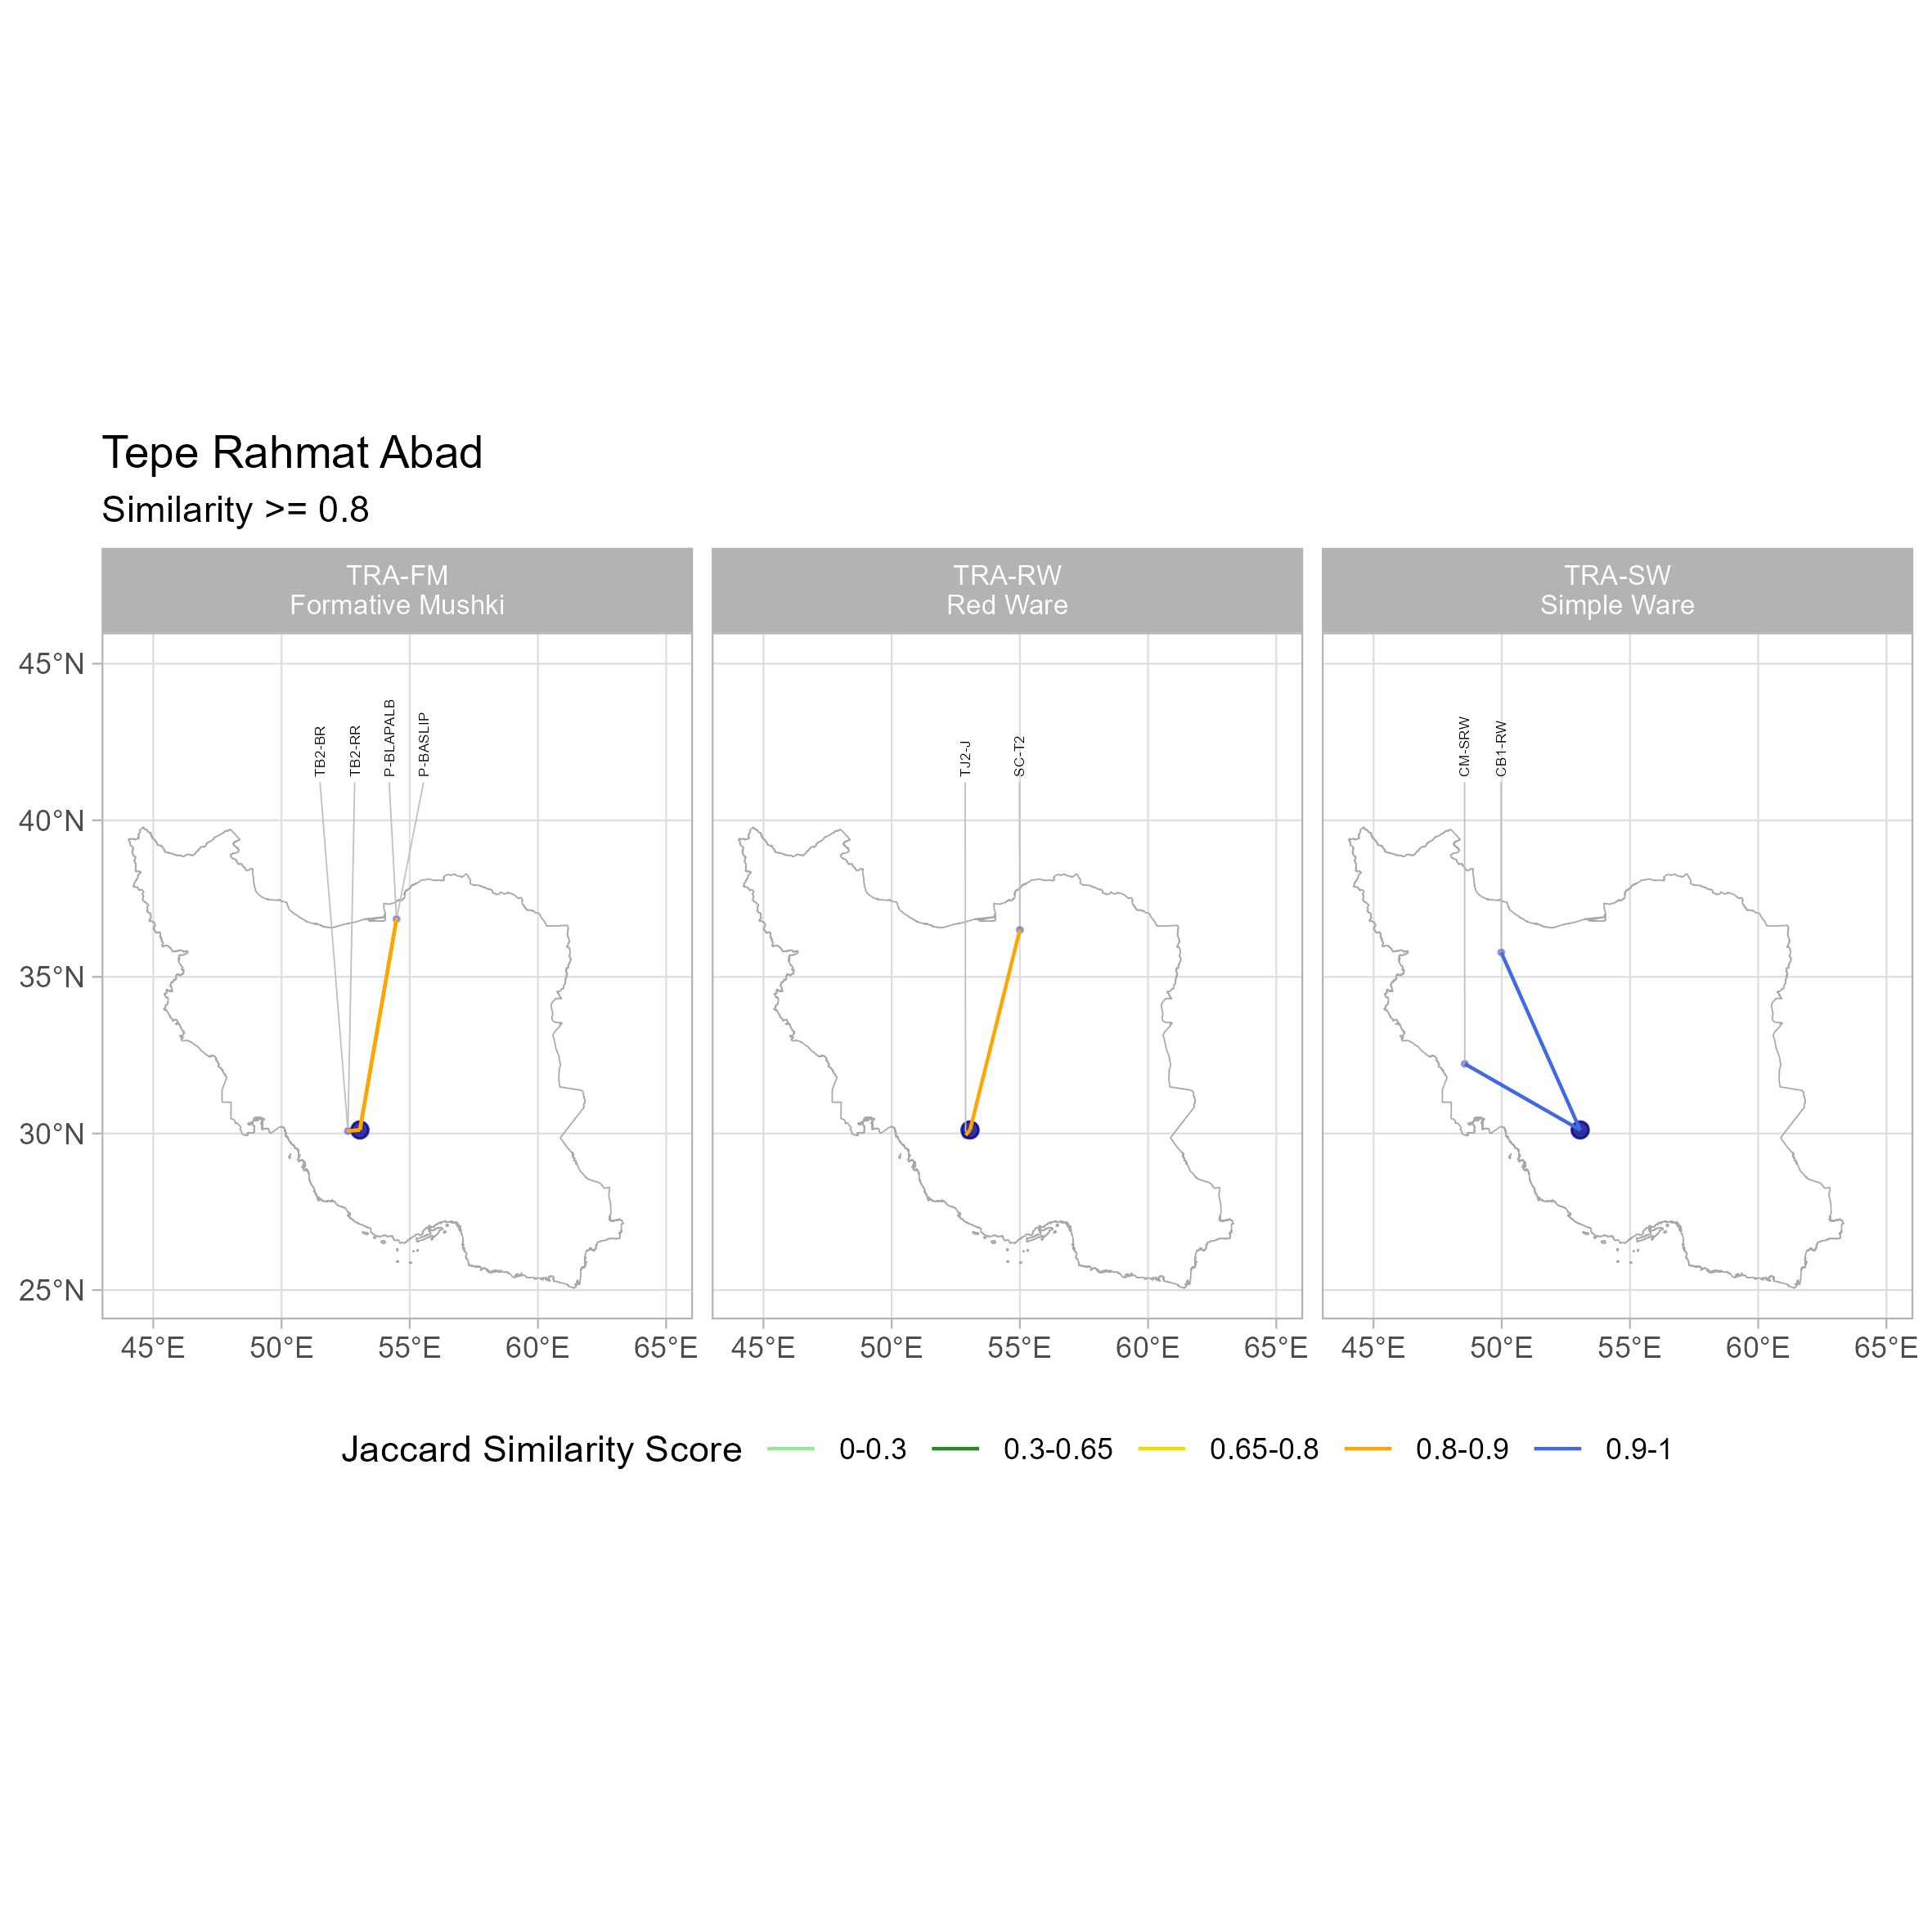 Tepe Rahmat Abad
Similarity >= 0.8
TRA-FM
Formative Mushki
TRA-RW
Red Ware
TRA-SW
Simple Ware
45°N
40°N
35°N
30°N
25°N
TB2-BR
TB2-RR
P-BLAPALB
P-BASLIP
TJ2-J
SC-T2
CM-SRW
CB1-RW
45°E 50°E 55°E 60°E 65°E
45°E 50°E 55°E 60°E 65°E
45°E 50°E 55°E 60°E 65°E
Jaccard Similarity Score 0-0.3 0.3-0.65 0.65-0.8 0.8-0.9 0.9-1